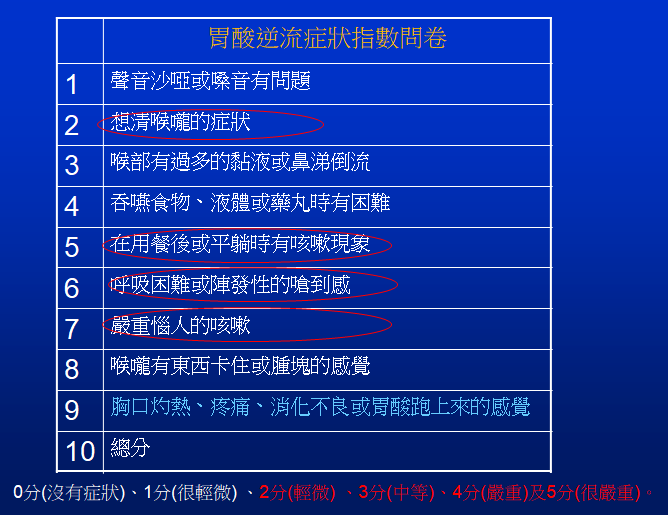 胃酸逆流症狀指數問卷
1 聲音沙啞或嗓音有問題
2 想清喉嚨的症狀
3 喉部有過多的黏液或鼻涕倒流
4 吞嚥食物、液體或藥丸時有困難
5 在用餐後或平躺時有咳嗽現象
6 呼吸困難或陣發性的嗆到感
7 嚴重惱人的咳嗽
8 喉嚨有東西卡住或腫塊的感覺
9 胸口灼熱、疼痛、消化不良或胃酸跑上來的感覺
10 總分
0分(沒有症狀)、1分(很輕微) 、2分(輕微) 、3分(中等)、4分(嚴重)及5分(很嚴重)。